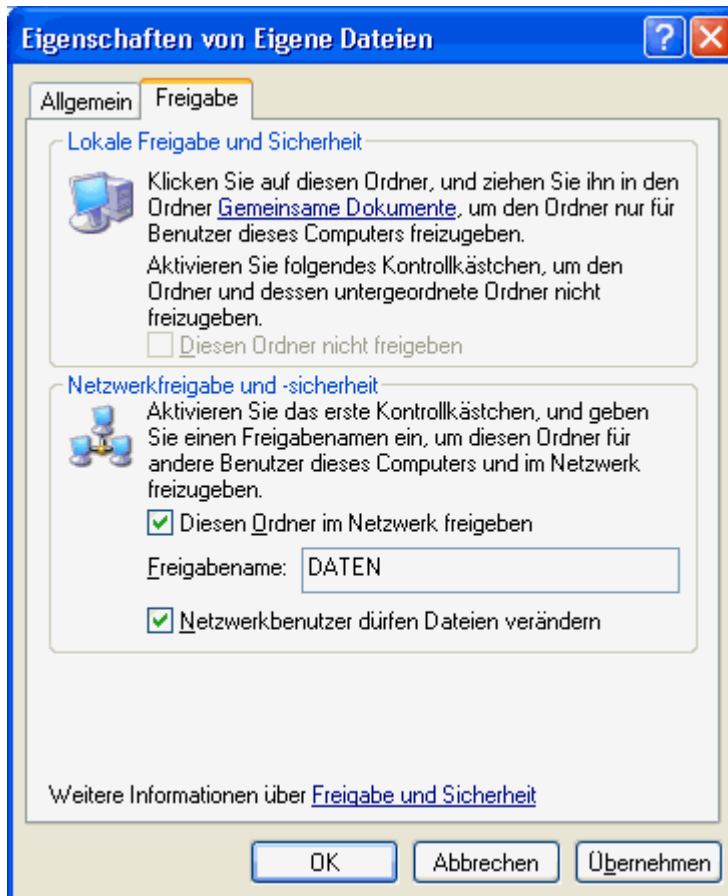 Eigenschaften von Eigene Dateien
Allgemein
Freigabe
Lokale Freigabe und Sicherheit
Klicken Sie auf diesen Ordner, und ziehen Sie ihn in den
Ordner Gemeinsame Dokumente, um den Ordner nur für
Benutzer dieses Computers freizugeben.
Aktivieren Sie folgendes Kontrollkästchen, um den
Ordner und dessen untergeordnete Ordner nicht
freizugeben.
Diesen Ordner nicht freigeben
Netzwerkfreigabe und -sicherheit
Aktivieren Sie das erste Kontrollkästchen, und geben
Sie einen Freigabenamen ein, um diesen Ordner für
andere Benutzer dieses Computers und im Netzwerk
freizugeben.
Diesen Ordner im Netzwerk freigeben
Freigabename: DATEN
Netzwerkbenutzer dürfen Dateien verändern
Weitere Informationen über Freigabe und Sicherheit
OK
Abbrechen
Übernehmen